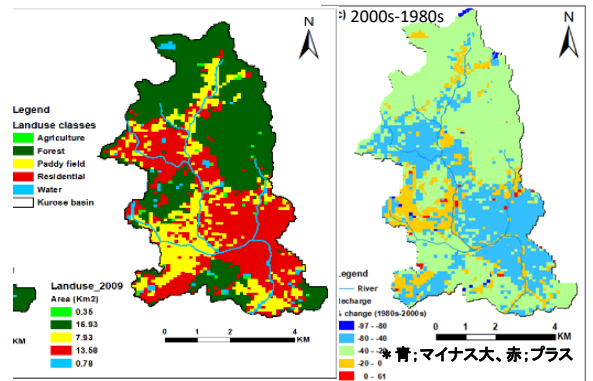 N
Legend
Landuse classes
Agriculture
Forest
Paddy field
Residential
Water
Kurose basin
Landuse_2009
Area (Km2)
0.35
16.93
7.93
13.58
0.78
KM
0 1 2 4
KM
) 2000s-1980s
N
egend
River
echarge
% change (1980s-2000s)
-97 - -80
-80 - -40
-40 - -20
-20 - 0
0 - 61
0 1 2 4
KM
*青;マイナス大、赤;プラス